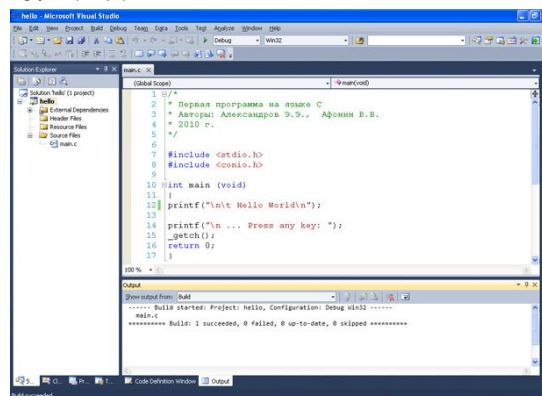 hello - Microsoft Visual Studio
File Edit View Project Build Debug Team Data Tools Test Analyze Window Help
Debug Win32
Solution Explorer
Solution 'hello' (1 project)
hello
External Dependencies
Header Files
Resource Files
Source Files
main.c
main.c ×
(Global Scope) main(void)
1 /*
2 * Первая программа на языке C
3 * Авторы: Александров Э.Э., Афонин В.В.
4 * 2010 г.
5 */
6
7 #include <stdio.h>
8 #include <conio.h>
9
10 int main (void)
11 {
12 printf("\n\t Hello World\n");
13
14 printf("\n ... Press any key: ");
15 _getch();
16 return 0;
17 }
100 %
Output
Show output from: Build
------ Build started: Project: hello, Configuration: Debug Win32 ------
main.c
========== Build: 1 succeeded, 0 failed, 0 up-to-date, 0 skipped ==========
S... Cl... Pr... T... Code Definition Window Output
Build succeeded